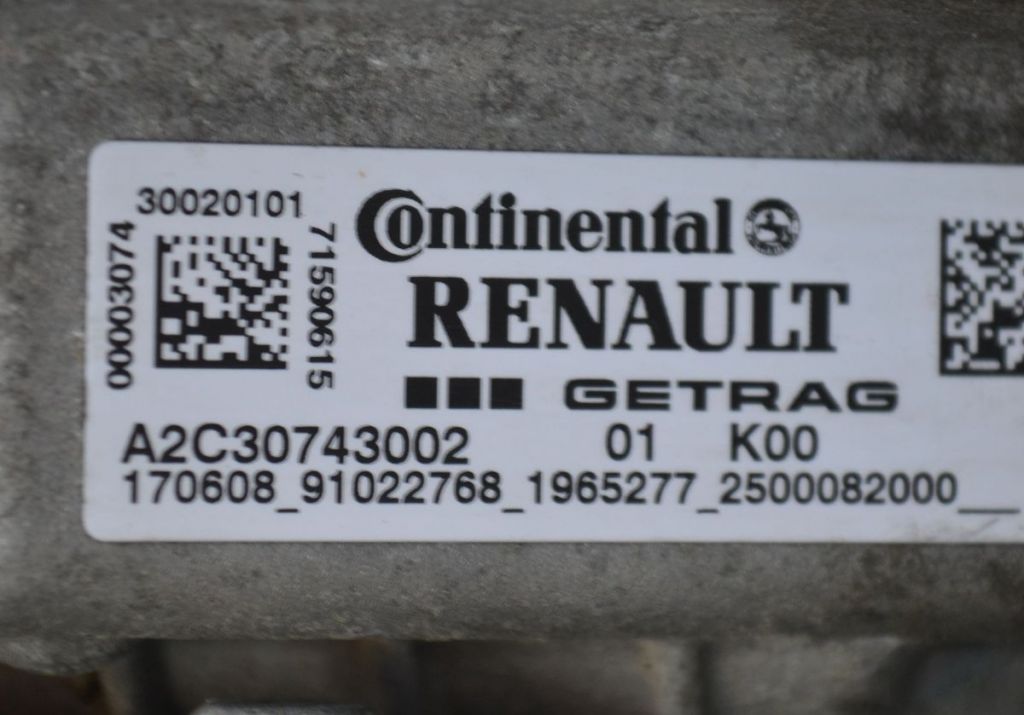 30020101
00003074
71590615
Continental
RENAULT
GETRAG
A2C30743002 01 K00
170608_91022768_1965277_2500082000__